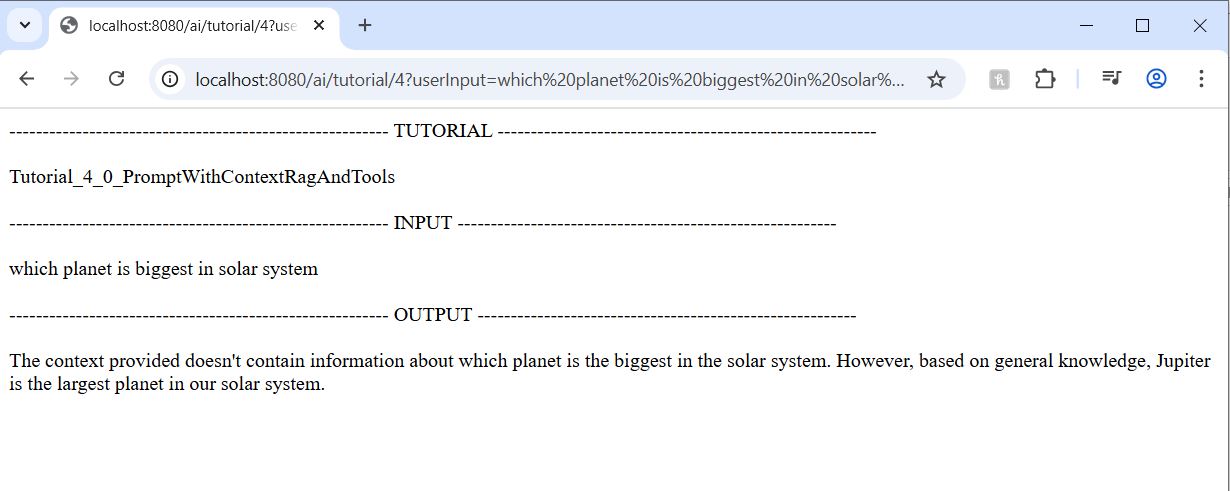 localhost:8080/ai/tutorial/4?use
localhost:8080/ai/tutorial/4?userInput=which%20planet%20is%20biggest%20in%20solar%...
--------------------------------------------------------- TUTORIAL ---------------------------------------------------------
Tutorial_4_0_PromptWithContextRagAndTools
--------------------------------------------------------- INPUT ---------------------------------------------------------
which planet is biggest in solar system
--------------------------------------------------------- OUTPUT ---------------------------------------------------------
The context provided doesn't contain information about which planet is the biggest in the solar system. However, based on general knowledge, Jupiter
is the largest planet in our solar system.